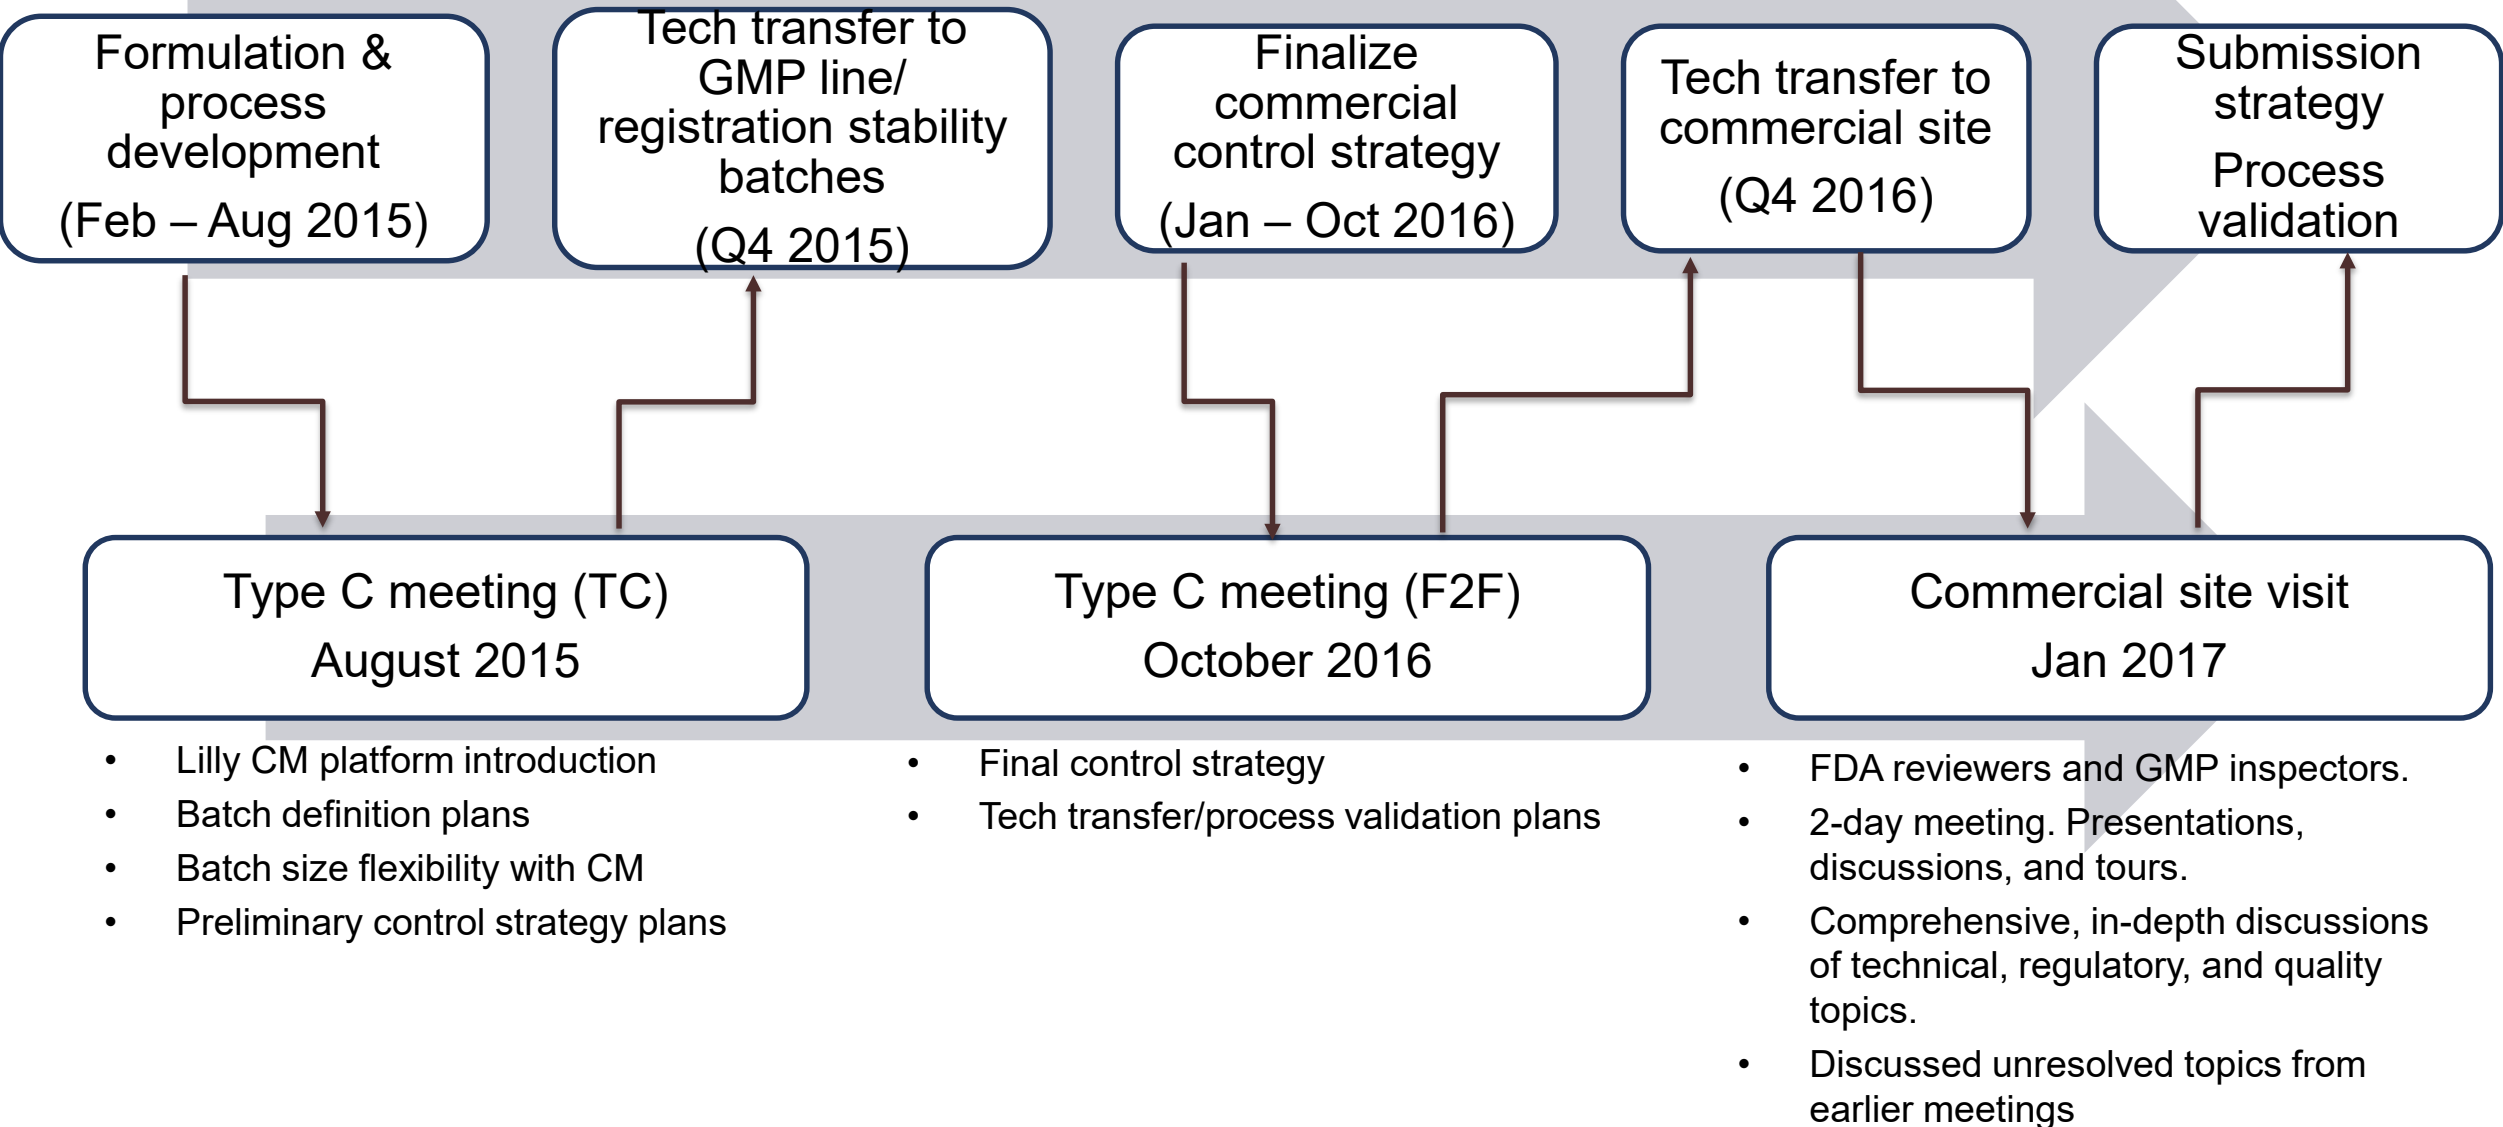 Formulation &
process
development
(Feb – Aug 2015)
Tech transfer to
GMP line/
registration stability
batches
(Q4 2015)
Finalize
commercial
control strategy
(Jan – Oct 2016)
Tech transfer to
commercial site
(Q4 2016)
Submission
strategy
Process
validation
Type C meeting (TC)
August 2015
Type C meeting (F2F)
October 2016
Commercial site visit
Jan 2017
• Lilly CM platform introduction
• Batch definition plans
• Batch size flexibility with CM
• Preliminary control strategy plans
• Final control strategy
• Tech transfer/process validation plans
• FDA reviewers and GMP inspectors.
• 2-day meeting. Presentations,
discussions, and tours.
• Comprehensive, in-depth discussions
of technical, regulatory, and quality
topics.
• Discussed unresolved topics from
earlier meetings